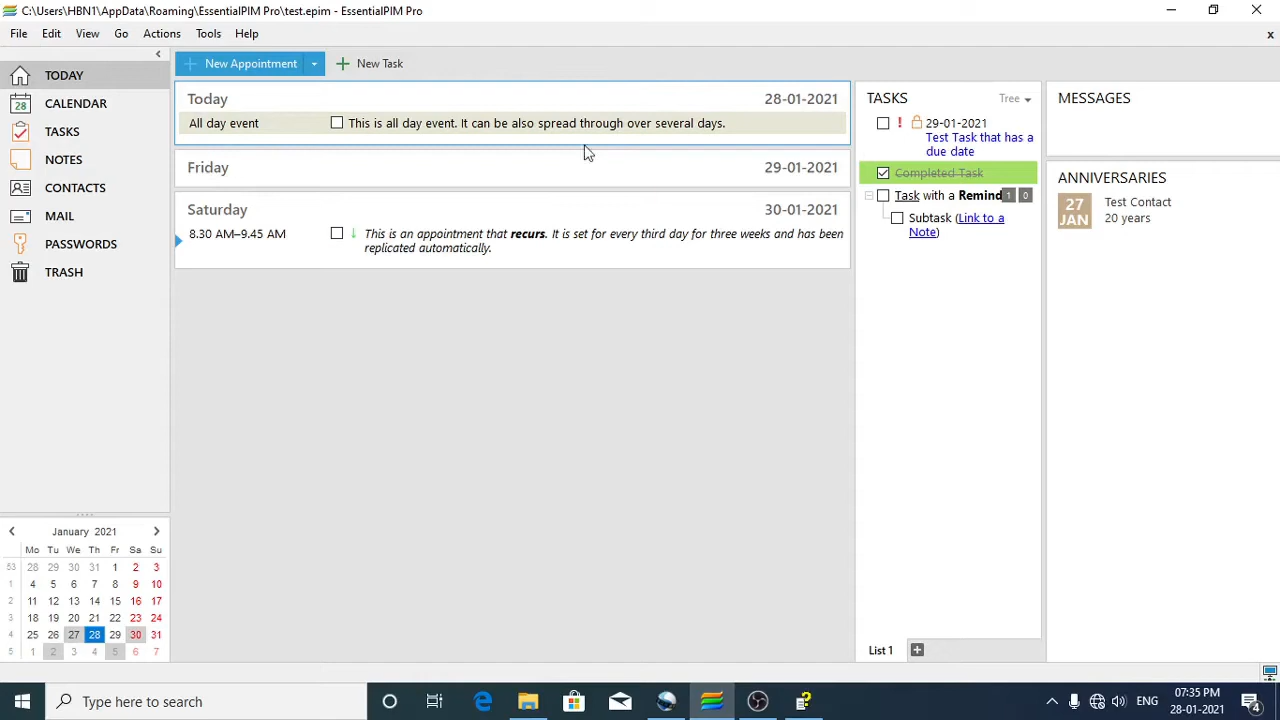 C:\Users\HBN1\AppData\Roaming\EssentialPIM Pro\test.epim - EssentialPIM Pro
File Edit View Go Actions Tools Help x
TODAY
CALENDAR
28
TASKS
NOTES
CONTACTS
MAIL
PASSWORDS
TRASH
New Appointment
New Task
Today 28-01-2021
All day event This is all day event. It can be also spread through over several days.
Friday 29-01-2021
Saturday 30-01-2021
8.30 AM–9.45 AM This is an appointment that recurs. It is set for every third day for three weeks and has been
replicated automatically.
TASKS Tree
! 29-01-2021
Test Task that has a
due date
Completed Task
Task with a Remind 1 0
Subtask (Link to a
Note)
List 1
MESSAGES
ANNIVERSARIES
27
JAN
Test Contact
20 years
January 2021
Mo Tu We Th Fr Sa Su
53 28 29 30 31 1 2 3
1 4 5 6 7 8 9 10
2 11 12 13 14 15 16 17
3 18 19 20 21 22 23 24
4 25 26 27 28 29 30 31
5 1 2 3 4 5 6 7
Type here to search
ENG
07:35 PM
28-01-2021
4